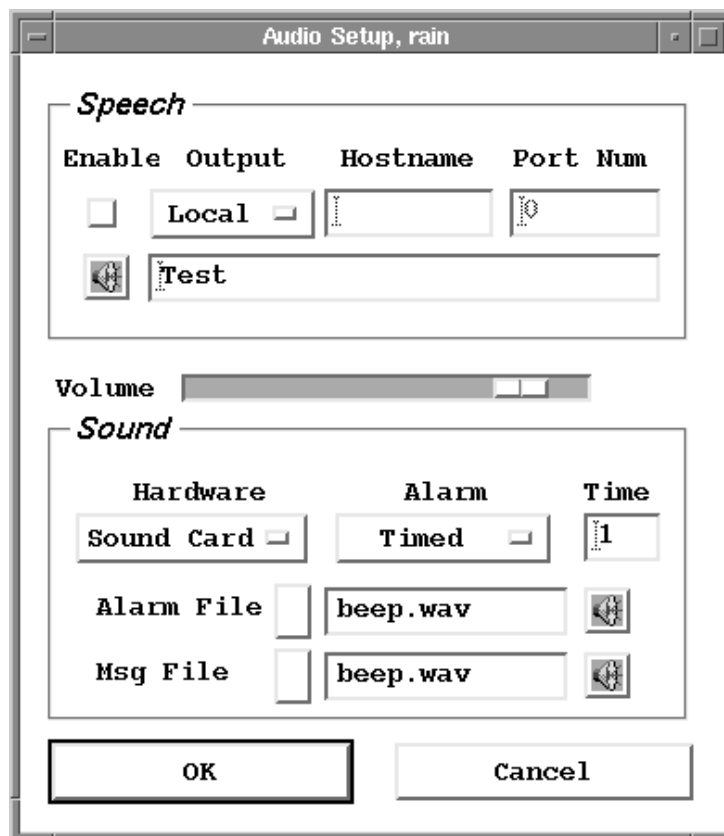 Audio Setup, rain
Speech
Enable Output Hostname Port Num
Local 0
Test
Volume
Sound
Hardware Alarm Time
Sound Card Timed 1
Alarm File beep.wav
Msg File beep.wav
OK Cancel